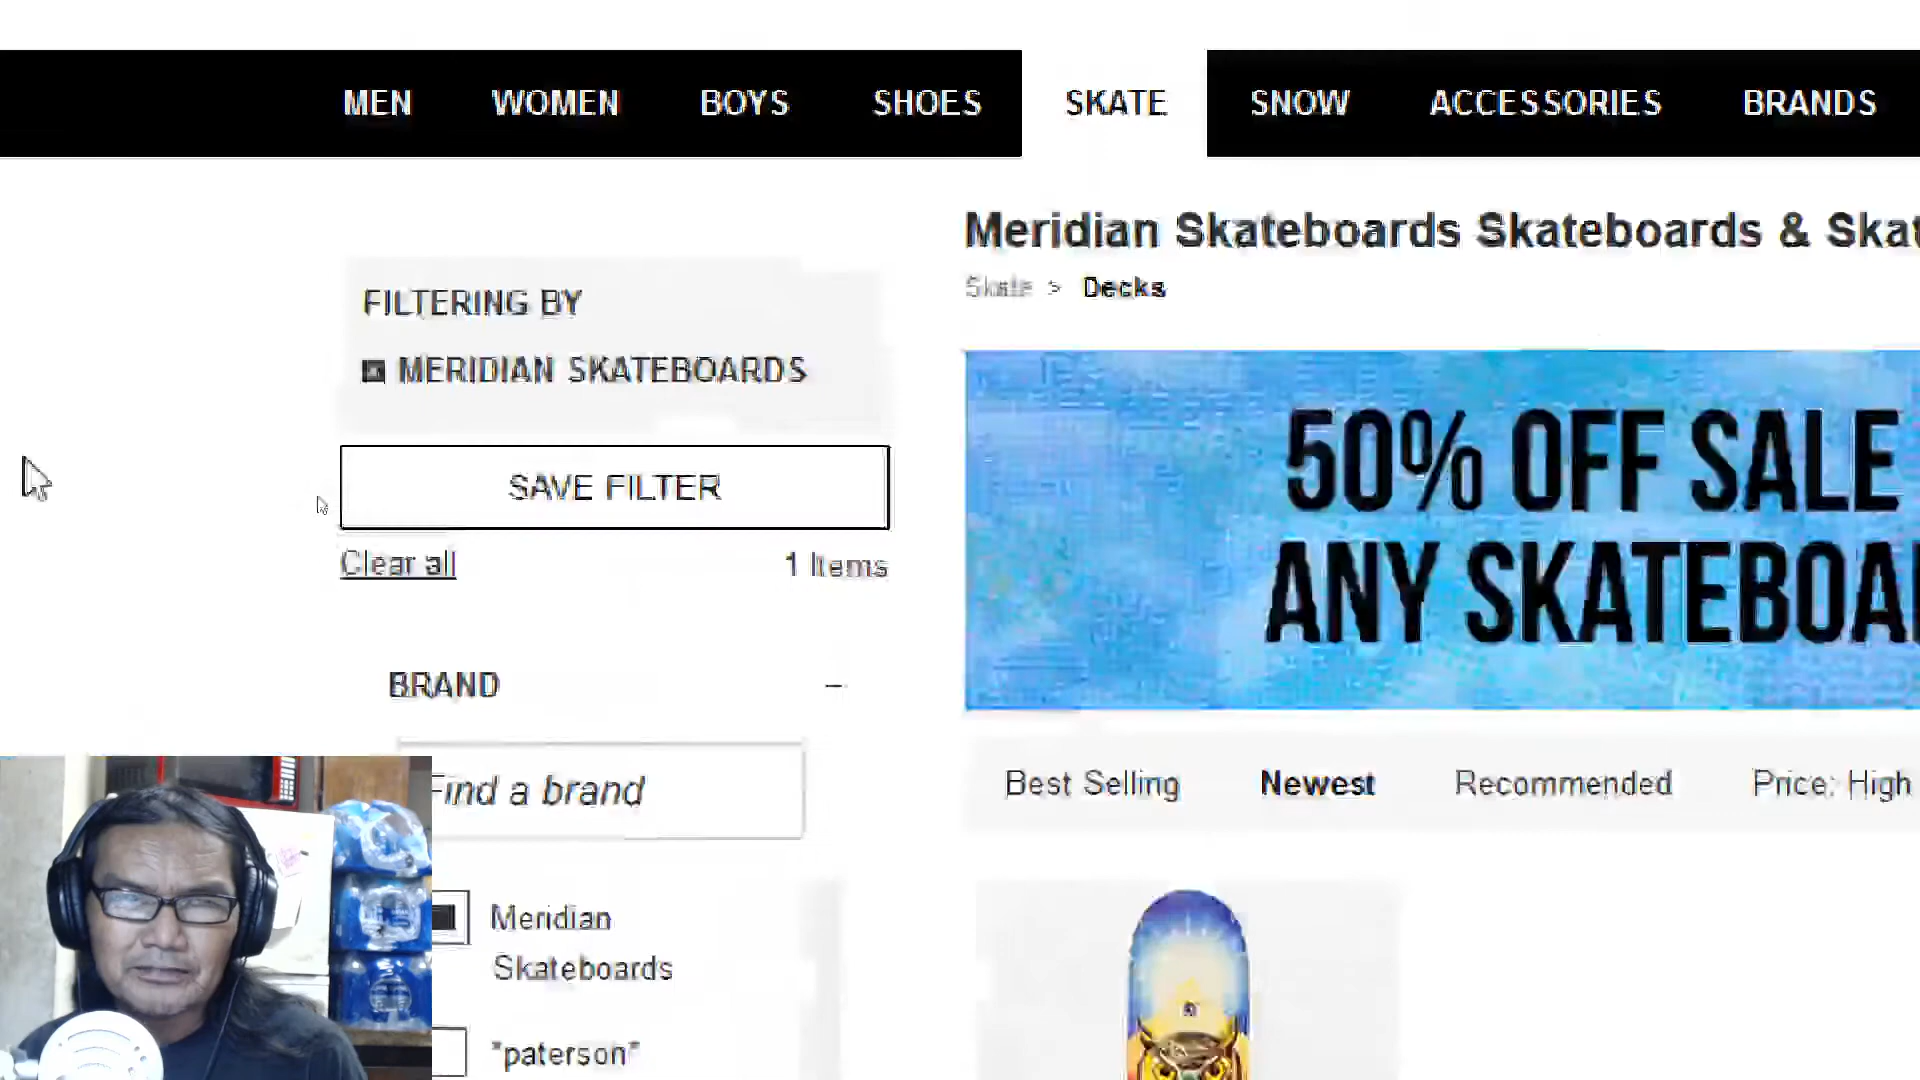 MEN WOMEN BOYS SHOES SKATE SNOW ACCESSORIES BRANDS
Meridian Skateboards Skateboards & Skat
Skate > Decks
FILTERING BY
MERIDIAN SKATEBOARDS
SAVE FILTER
Clear all 1 Items
50% OFF SALE
ANY SKATEBOA
BRAND
Find a brand
Best Selling Newest Recommended Price: High
Meridian
Skateboards
"paterson"